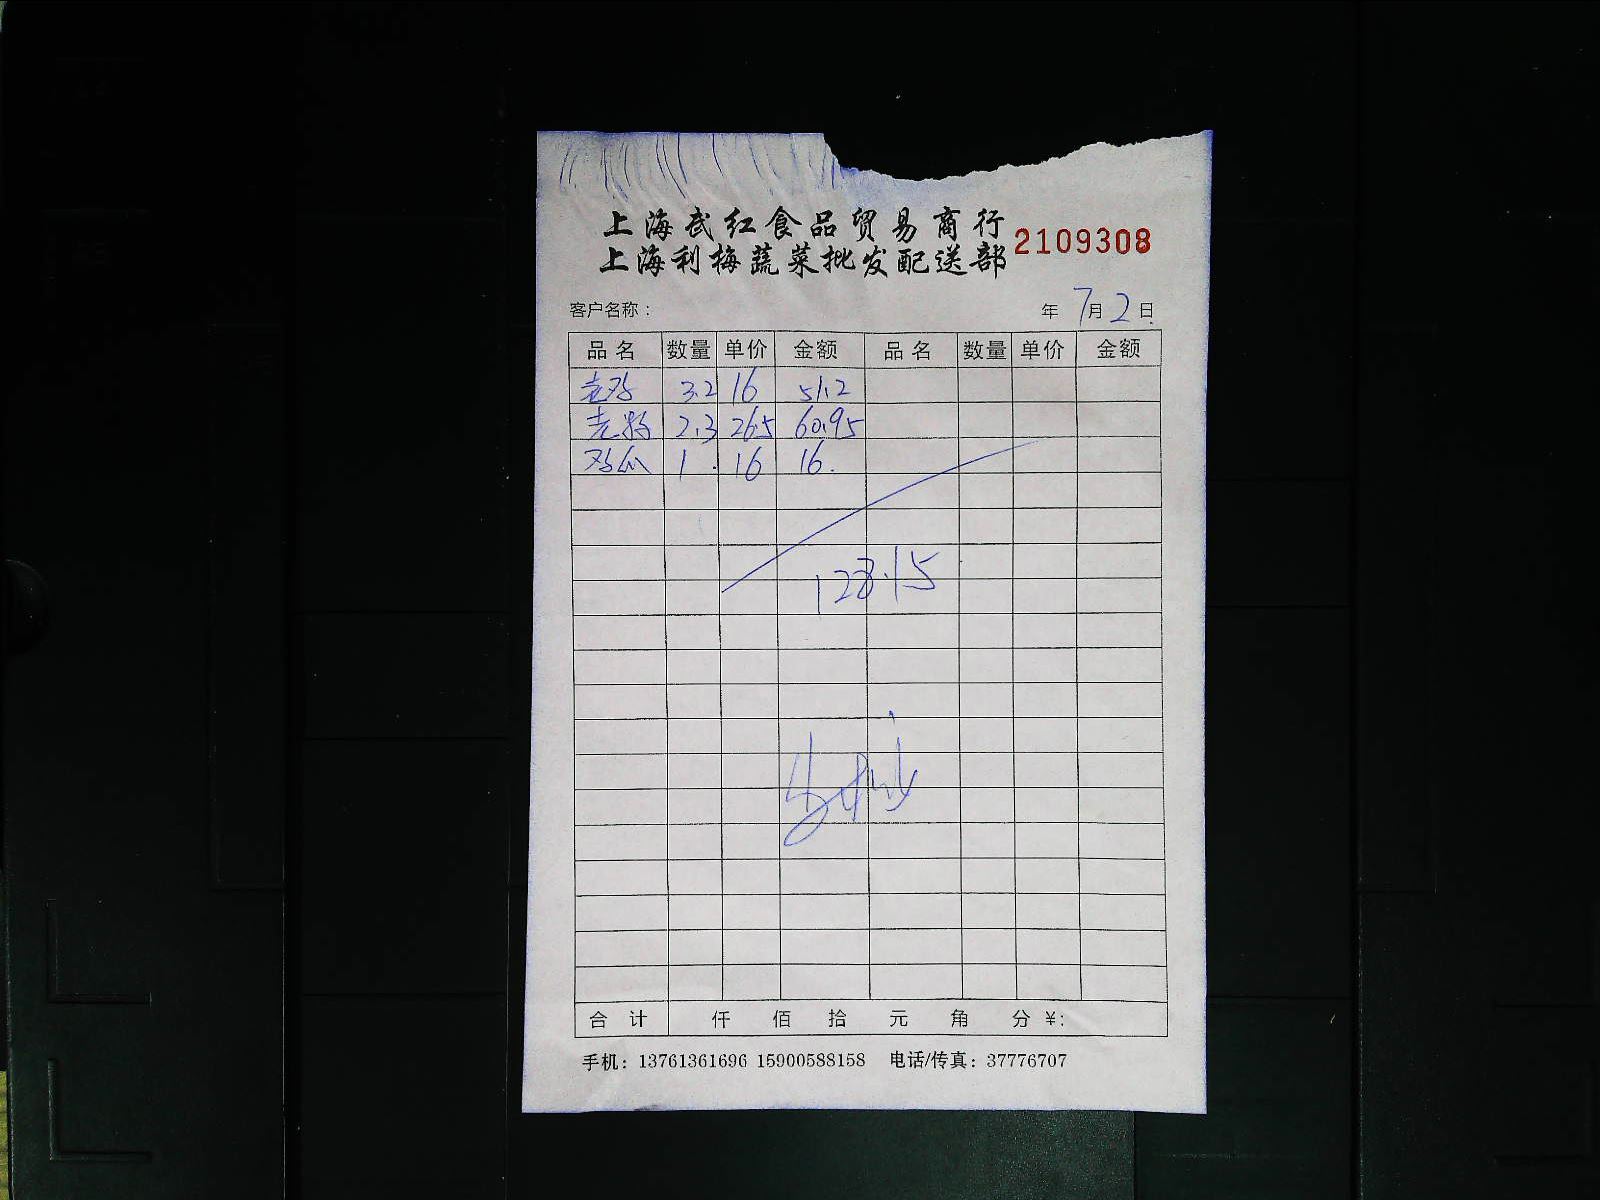 上海武红食品贸易商行
上海利梅蔬菜批发配送部
2109308
客户名称: 年 7月 2日
品名 数量 单价 金额 品名 数量 单价 金额
老鸡 3.2 16 51.2
2.3 26.5 60.95
鸡爪 1 16 16.
128.15
合计 仟 佰 拾 元 角 分 ¥:
手机: 13761361696 15900588158 电话/传真: 37776707